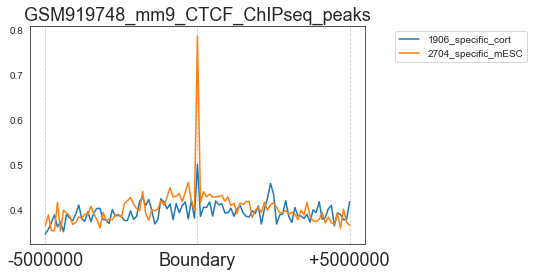 GSM919748_mm9_CTCF_ChIPseq_peaks
0.8
0.7
0.6
0.5
0.4
-5000000
Boundary
+5000000
1906_specific_cort
2704_specific_mESC